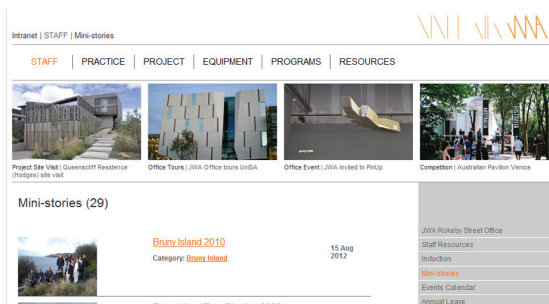 Intranet | STAFF | Mini-stories
STAFF | PRACTICE | PROJECT | EQUIPMENT | PROGRAMS | RESOURCES
Project Site Visit | Queenscliff Residence
(Hodges) site visit
Office Tours | JWA Office tours UniSA
Office Event | JWA invited to PinUp
Competition | Australian Pavilion Venice
Mini-stories (29)
Bruny Island 2010
Category: Bruny Island
15 Aug
2012
JWA Rokeby Street Office
Staff Resources
Induction
Mini-stories
Events Calendar
Annual Leave